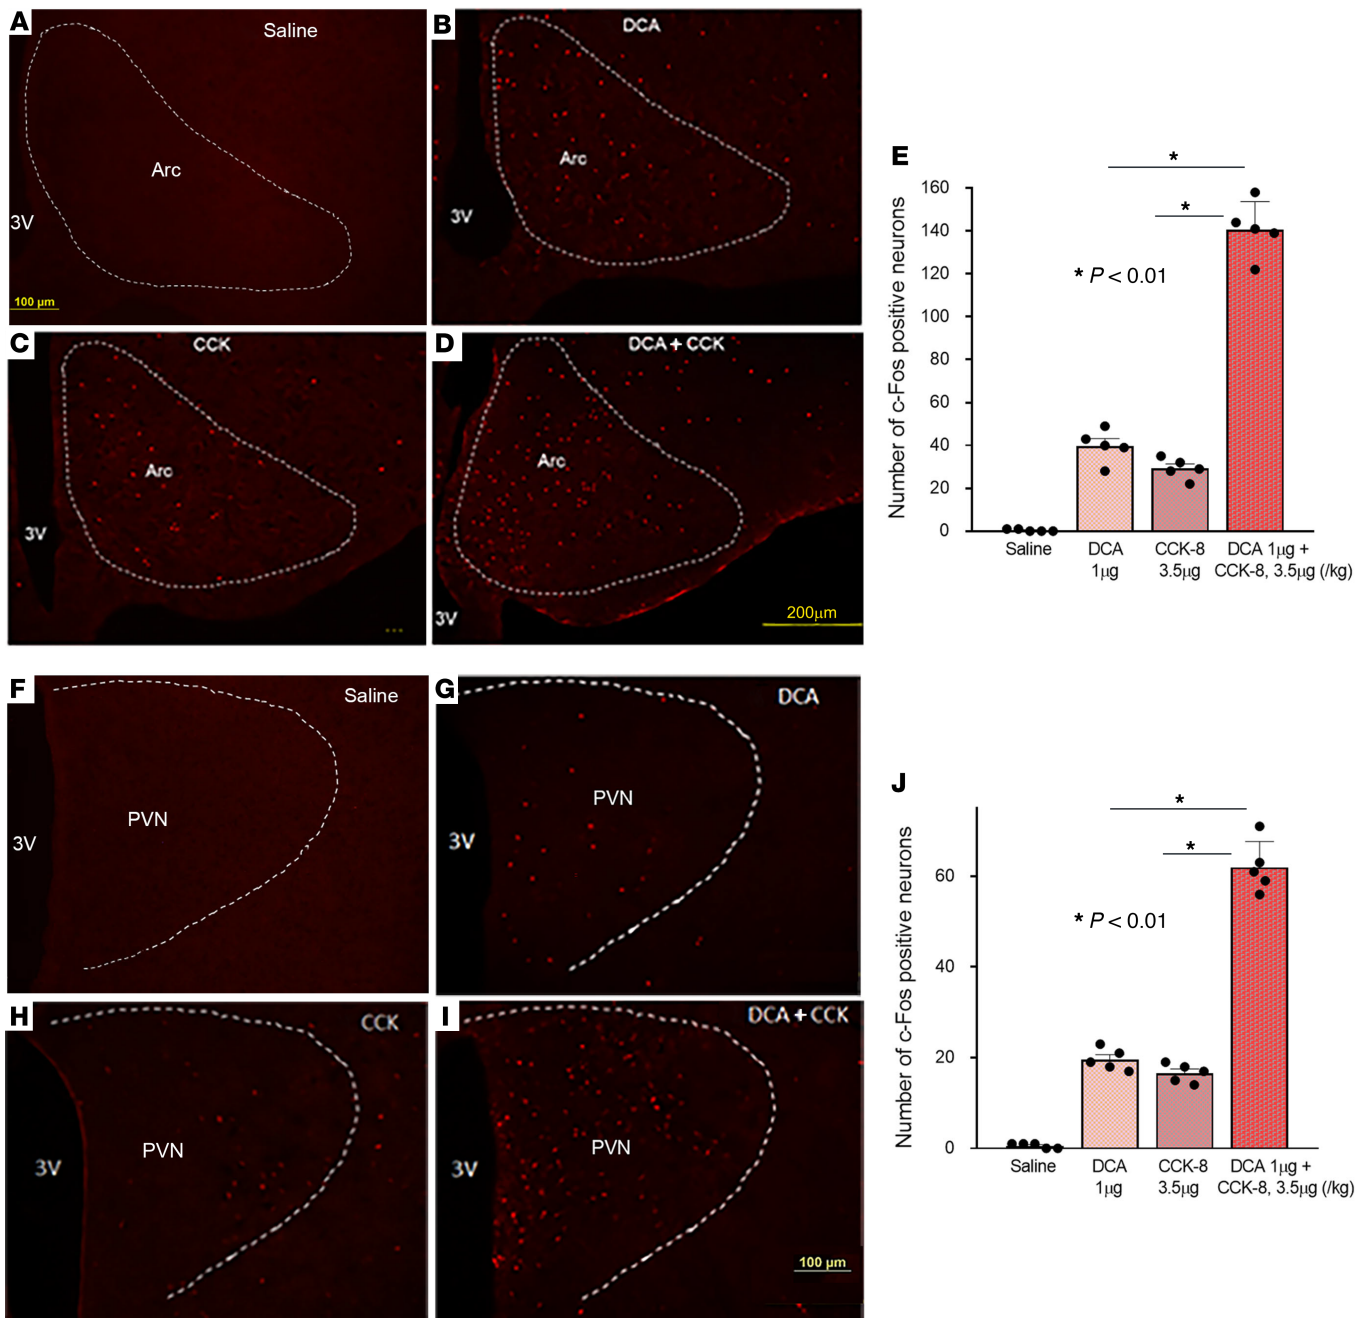 A
Saline
Arc
3V
100 µm
B
DCA
Arc
3V
C
CCK
Arc
3V
D
DCA + CCK
Arc
3V
200µm
E
Number of c-Fos positive neurons
160
140
120
100
80
60
40
20
0
*
*
* P < 0.01
Saline
DCA
1µg
CCK-8
3.5µg
DCA 1µg +
CCK-8, 3.5µg (/kg)
F
Saline
PVN
3V
G
DCA
PVN
3V
H
CCK
PVN
3V
I
DCA + CCK
PVN
3V
100 µm
J
Number of c-Fos positive neurons
60
40
20
0
*
*
* P < 0.01
Saline
DCA
1µg
CCK-8
3.5µg
DCA 1µg +
CCK-8, 3.5µg (/kg)